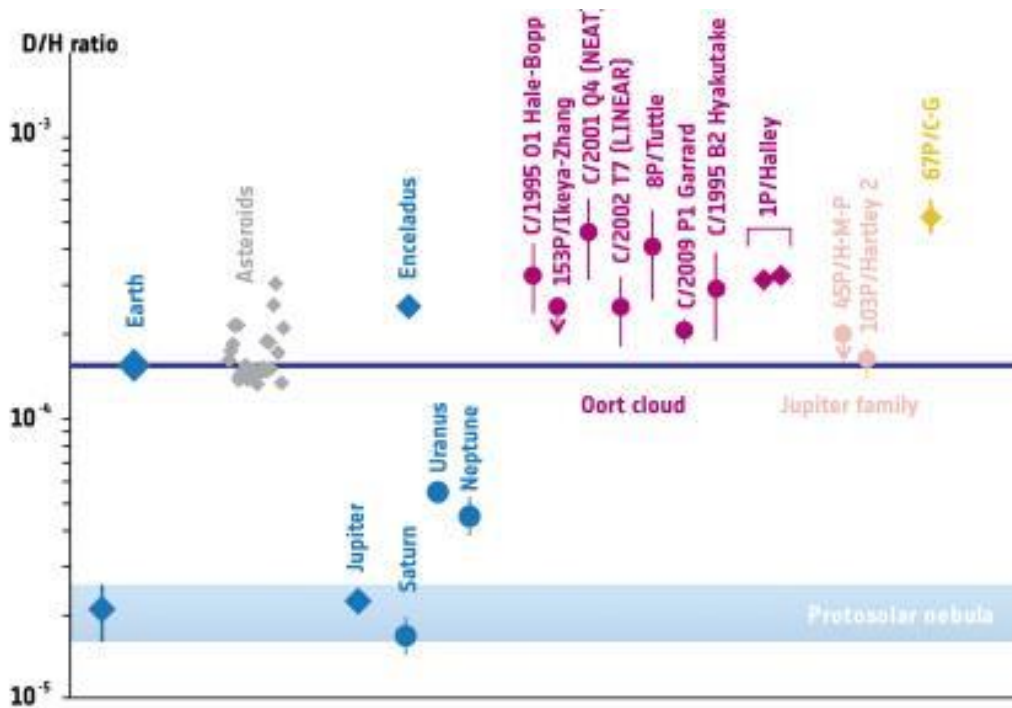 D/H ratio
10⁻³
10⁻⁴
10⁻⁵
Earth
Asteroids
Enceladus
Jupiter
Saturn
Uranus
Neptune
C/1995 O1 Hale-Bopp
153P/Ikeya-Zhang
C/2001 Q4 (NEAT)
C/2002 T7 (LINEAR)
8P/Tuttle
C/2009 P1 Garrard
C/1995 B2 Hyakutake
1P/Halley
45P/H-M-P
103P/Hartley 2
67P/C-G
Oort cloud
Jupiter family
Protosolar nebula